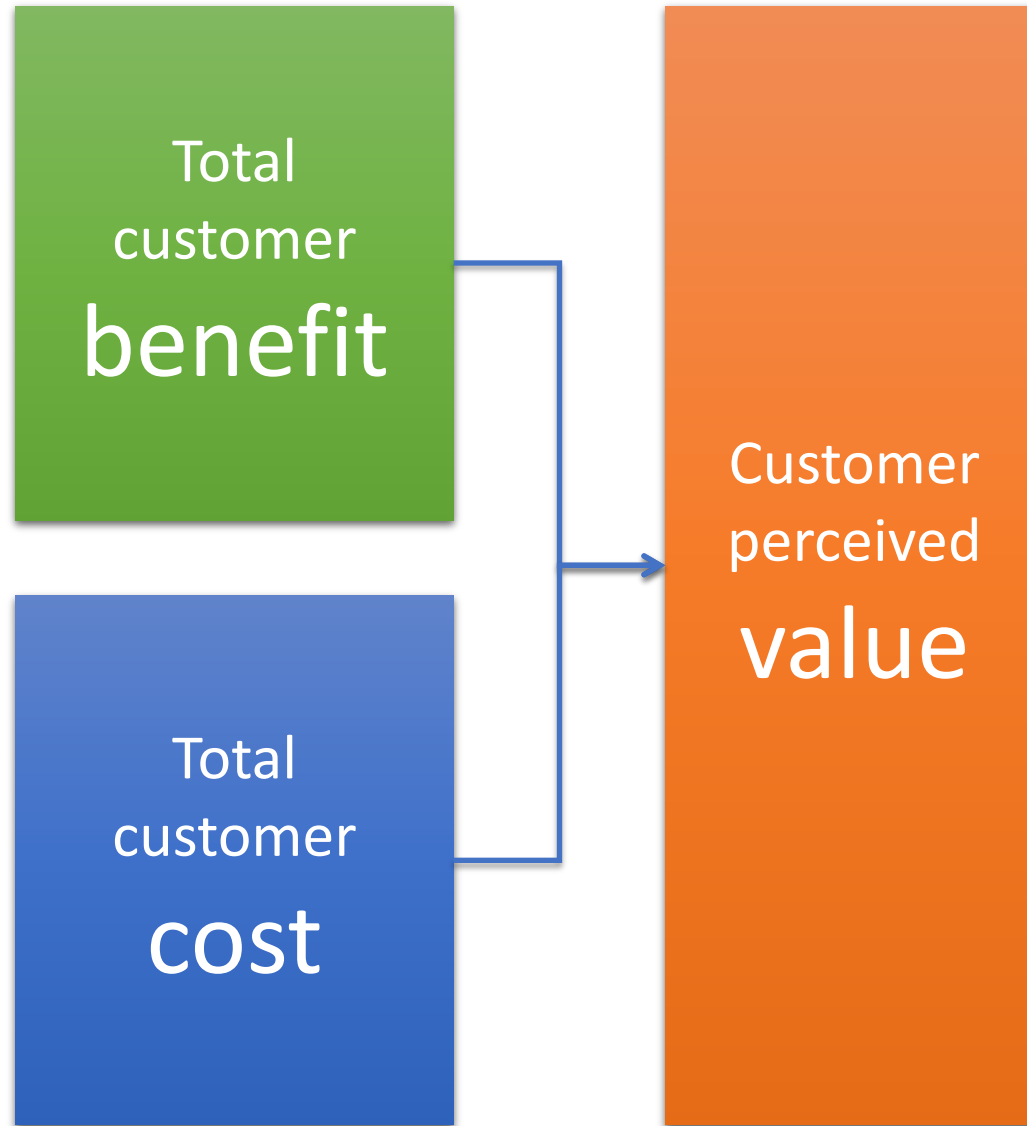 Total
customer
benefit
Total
customer
cost
Customer
perceived
value